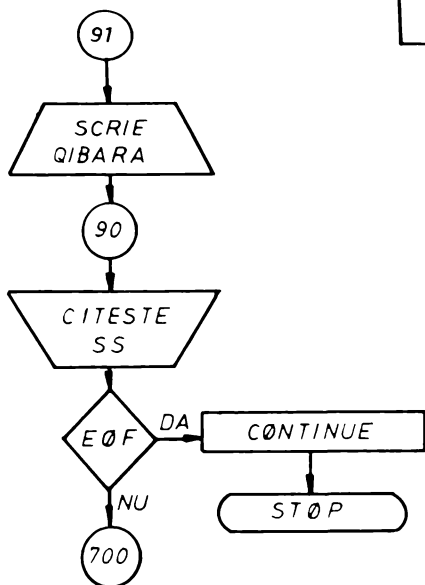 91
SCRIE
QIBARA
90
CITESTE
SS
EØF
DA
CØNTINUE
NU
STØP
700